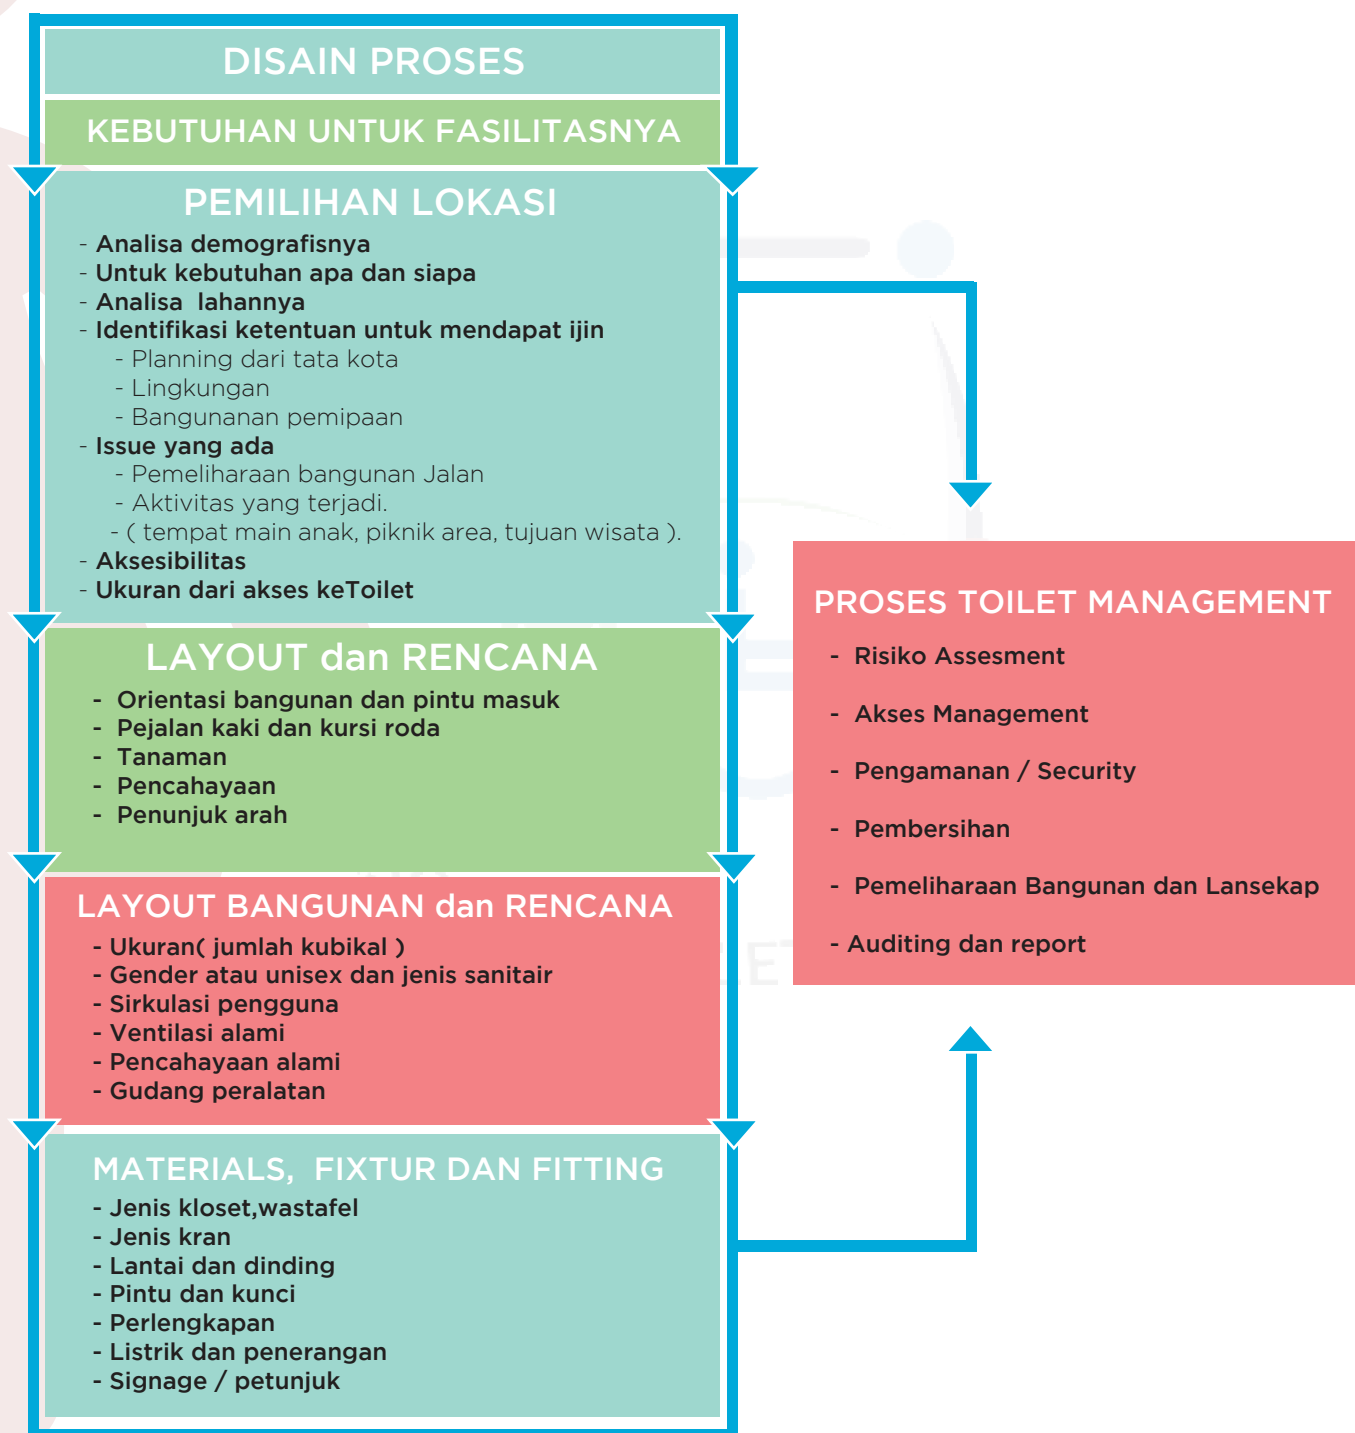 DISAIN PROSES
KEBUTUHAN UNTUK FASILITASNYA
PEMILIHAN LOKASI
- Analisa demografisnya
- Untuk kebutuhan apa dan siapa
- Analisa lahannya
- Identifikasi ketentuan untuk mendapat ijin
- Planning dari tata kota
- Lingkungan
- Bangunanan pemipaan
- Issue yang ada
- Pemeliharaan bangunan Jalan
- Aktivitas yang terjadi.
- ( tempat main anak, piknik area, tujuan wisata ).
- Aksesibilitas
- Ukuran dari akses keToilet
LAYOUT dan RENCANA
- Orientasi bangunan dan pintu masuk
- Pejalan kaki dan kursi roda
- Tanaman
- Pencahayaan
- Penunjuk arah
LAYOUT BANGUNAN dan RENCANA
- Ukuran( jumlah kubikal )
- Gender atau unisex dan jenis sanitair
- Sirkulasi pengguna
- Ventilasi alami
- Pencahayaan alami
- Gudang peralatan
MATERIALS, FIXTUR DAN FITTING
- Jenis kloset,wastafel
- Jenis kran
- Lantai dan dinding
- Pintu dan kunci
- Perlengkapan
- Listrik dan penerangan
- Signage / petunjuk
PROSES TOILET MANAGEMENT
- Risiko Assesment
- Akses Management
- Pengamanan / Security
- Pembersihan
- Pemeliharaan Bangunan dan Lansekap
- Auditing dan report